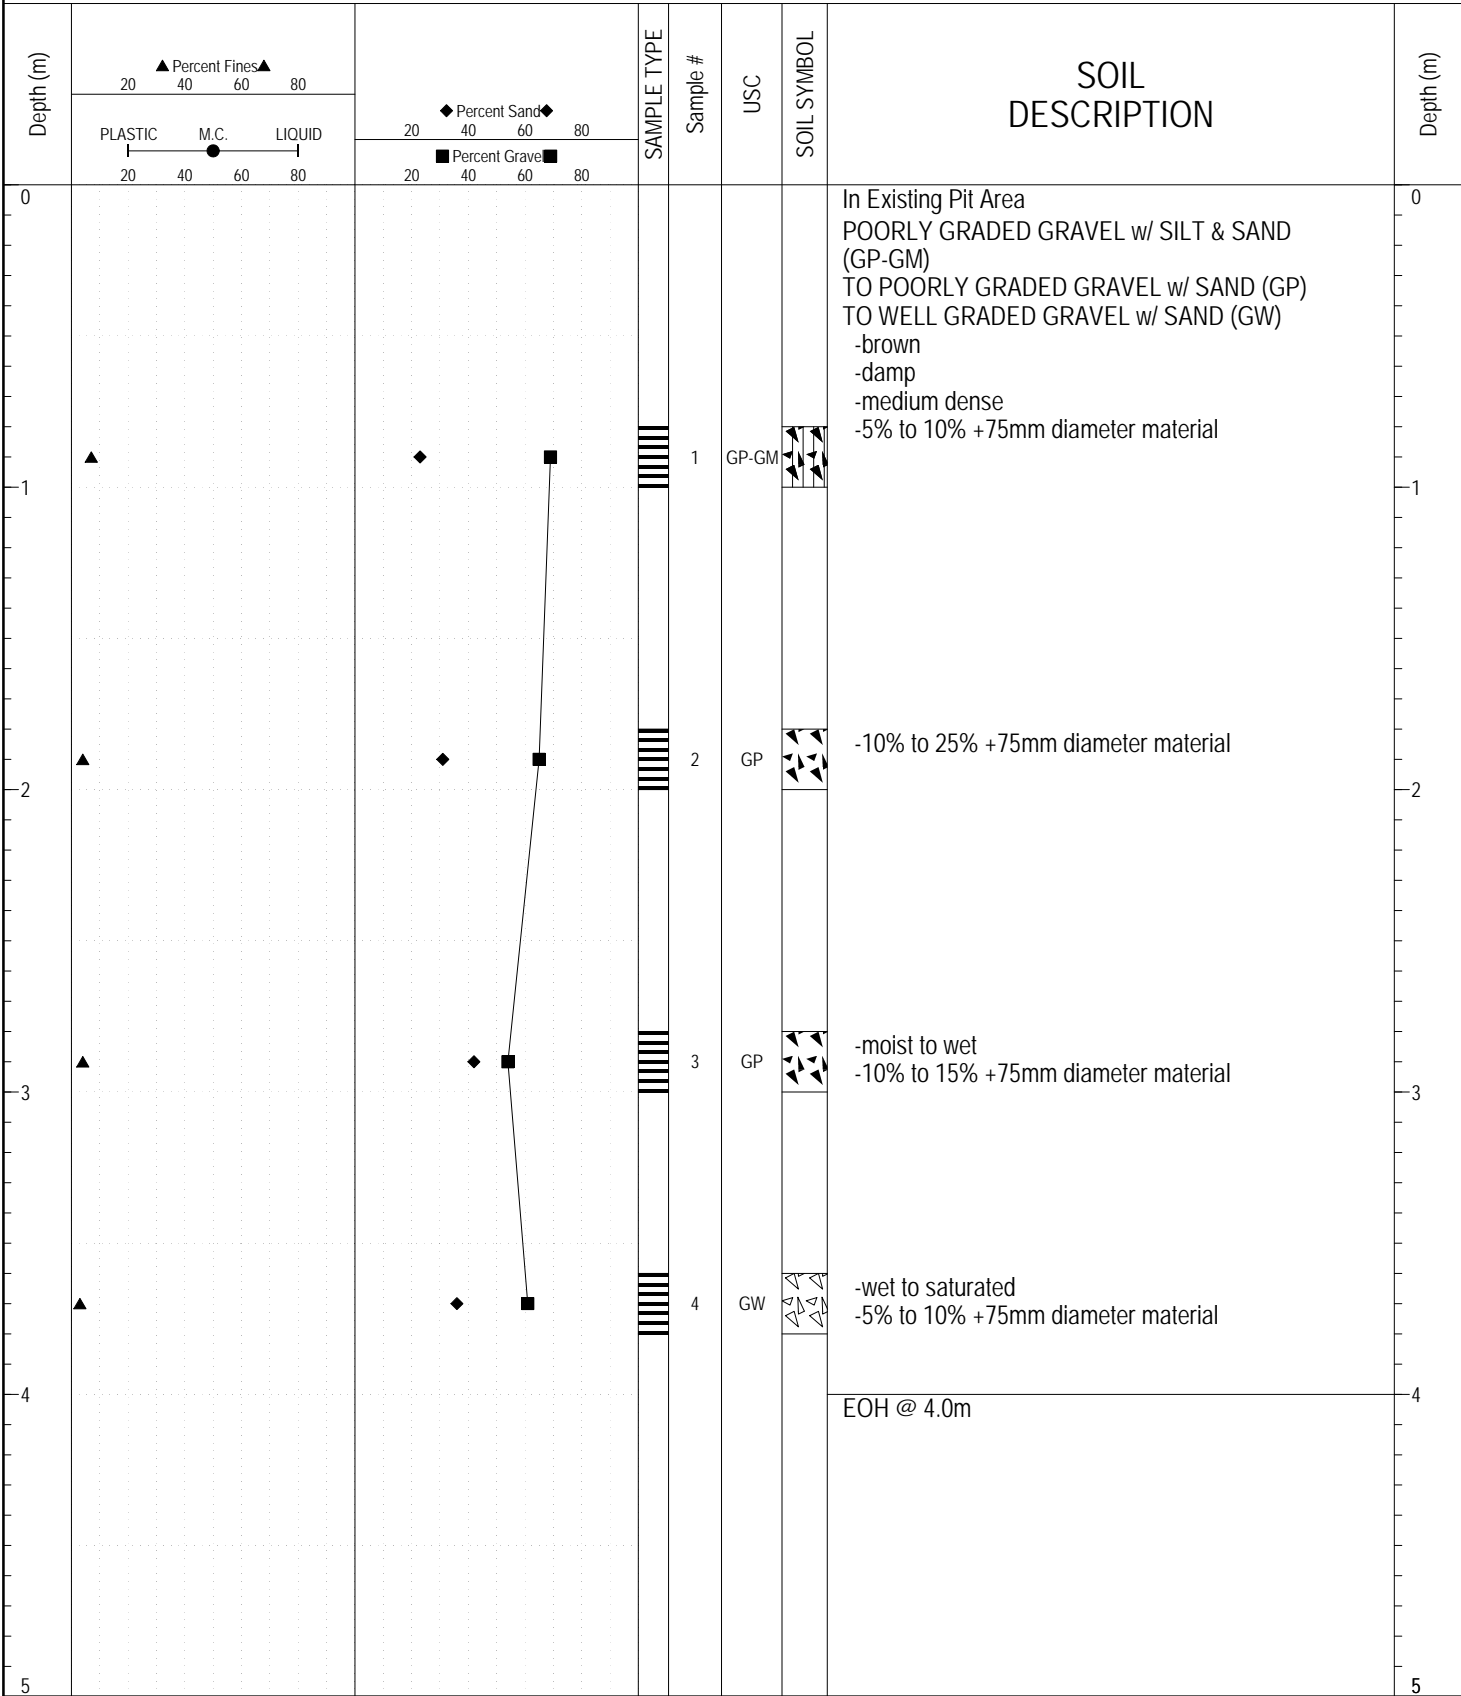 Depth (m)
▲ Percent Fines▲
20 40 60 80
PLASTIC M.C. LIQUID
20 40 60 80
◆ Percent Sand◆
20 40 60 80
■ Percent Gravel■
20 40 60 80
SAMPLE TYPE
Sample #
USC
SOIL SYMBOL
SOIL
DESCRIPTION
Depth (m)
0 0
In Existing Pit Area
POORLY GRADED GRAVEL w/ SILT & SAND
(GP-GM)
TO POORLY GRADED GRAVEL w/ SAND (GP)
TO WELL GRADED GRAVEL w/ SAND (GW)
-brown
-damp
-medium dense
-5% to 10% +75mm diameter material
1 GP-GM
1 1
-10% to 25% +75mm diameter material
2 GP
2 2
-moist to wet
3 GP
-10% to 15% +75mm diameter material
3 3
-wet to saturated
4 GW
-5% to 10% +75mm diameter material
4 4
EOH @ 4.0m
5 5